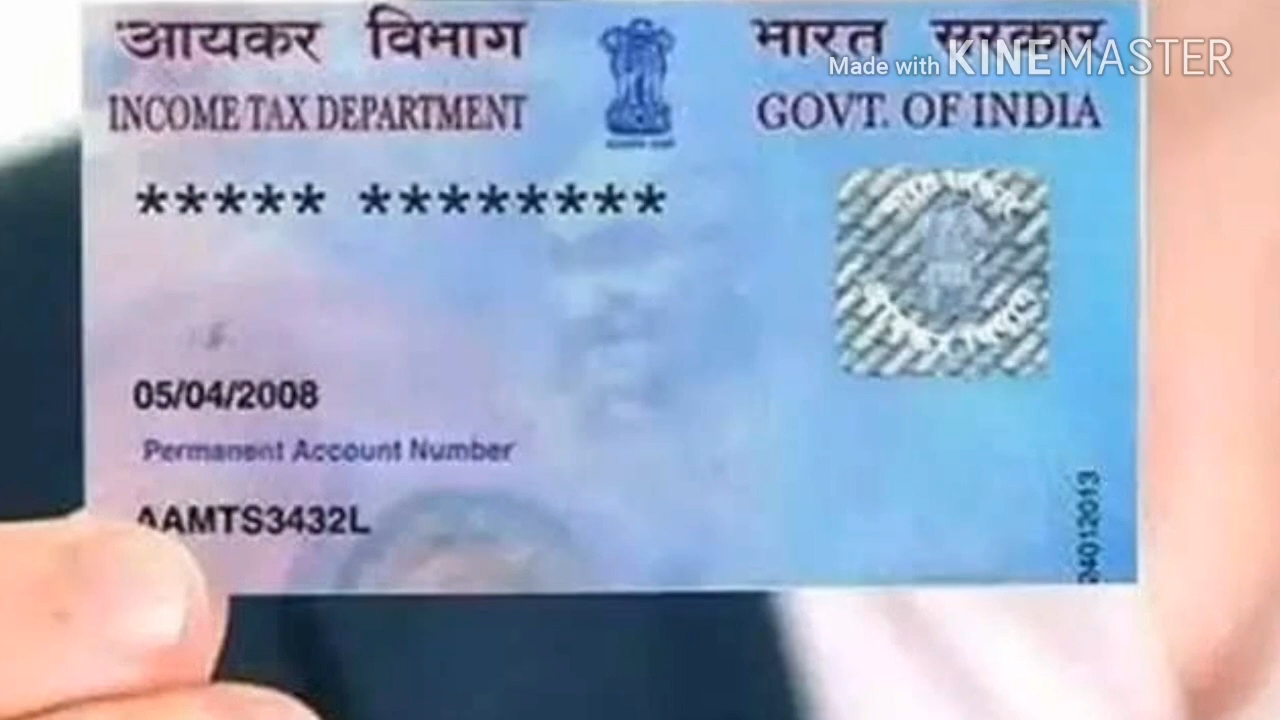 आयकर विभाग
भारत सरकार
Made with KINEMASTER
INCOME TAX DEPARTMENT
GOVT. OF INDIA
***** ********
05/04/2008
Permanent Account Number
AAMTS3432L
24012013